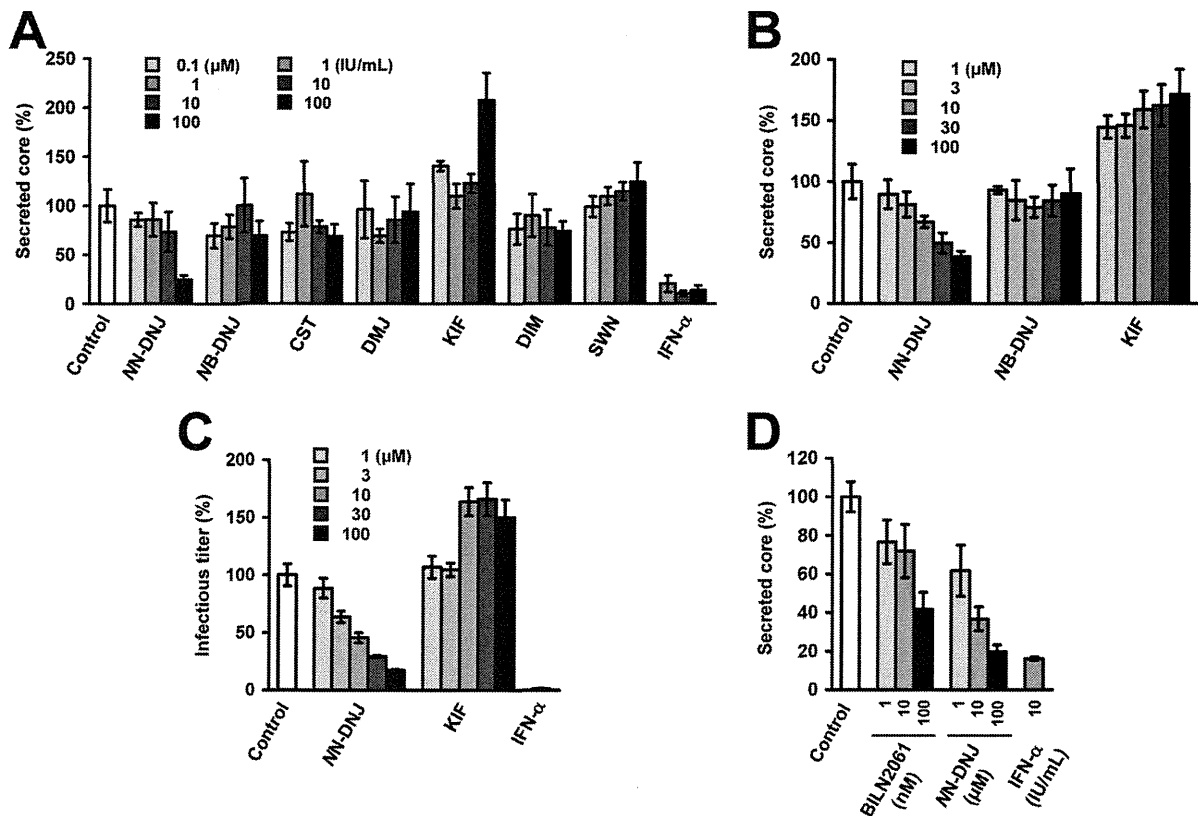 A
Secreted core (%)
250
200
150
100
50
0
0.1 (µM)
1
10
100
1 (IU/mL)
10
100
Control
NN-DNJ
NB-DNJ
CST
DMJ
KIF
DIM
SWN
IFN-α
B
Secreted core (%)
200
150
100
50
0
1 (µM)
3
10
30
100
Control
NN-DNJ
NB-DNJ
KIF
C
Infectious titer (%)
200
150
100
50
0
1 (µM)
3
10
30
100
Control
NN-DNJ
KIF
IFN-α
D
Secreted core (%)
120
100
80
60
40
20
0
Control
1 10 100
BILN2061
(nM)
1 10 100
NN-DNJ
(µM)
10
IFN-α
(IU/mL)